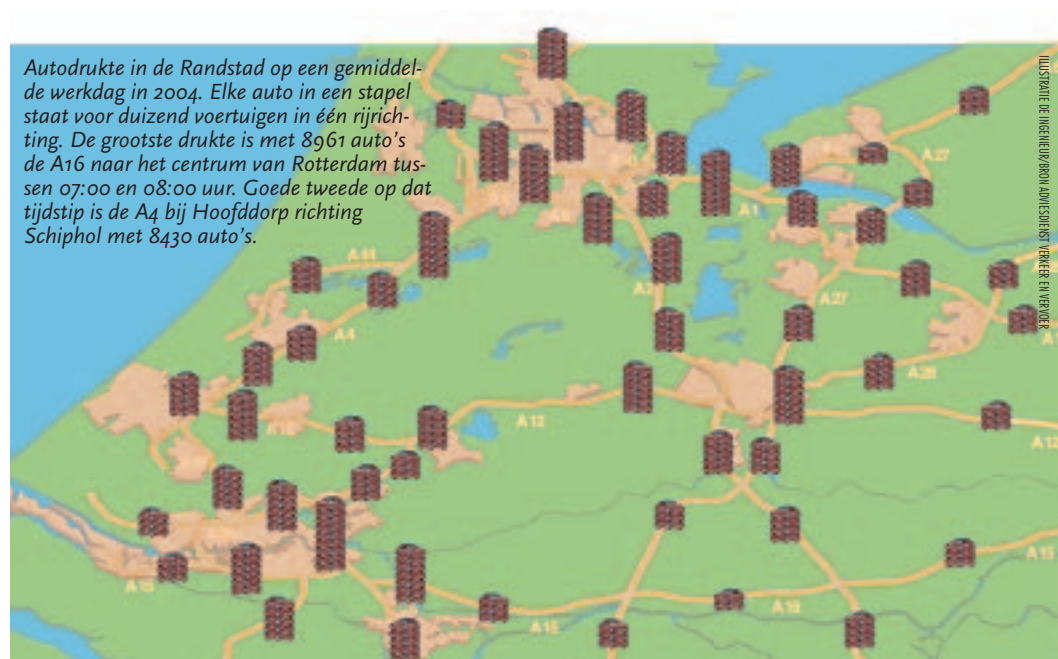 Autodrukte in de Randstad op een gemiddel-
de werkdag in 2004. Elke auto in een stapel
staat voor duizend voertuigen in één rijrich-
ting. De grootste drukte is met 8961 auto's
de A16 naar het centrum van Rotterdam tus-
sen 07:00 en 08:00 uur. Goede tweede op dat
tijdstip is de A4 bij Hoofddorp richting
Schiphol met 8430 auto's.
ILLUSTRATIE DE INGENIEUR/BRON ADVIESDIENST VERKEER EN VERVOER
A27
A1
A44
A2
A27
A4
A28
A12
A12
A15
A15